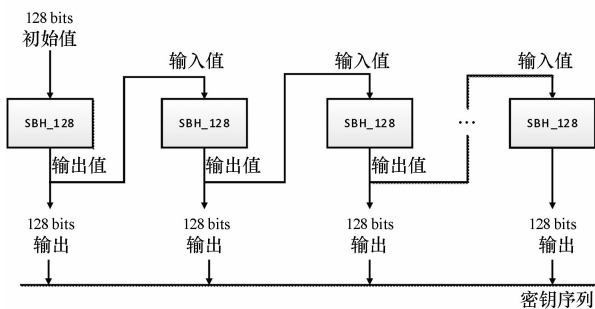 128 bits
初始值
输入值
输入值
输入值
SBH_128
SBH_128
SBH_128
...
SBH_128
输出值
输出值
输出值
128 bits
输出
128 bits
输出
128 bits
输出
128 bits
输出
密钥序列